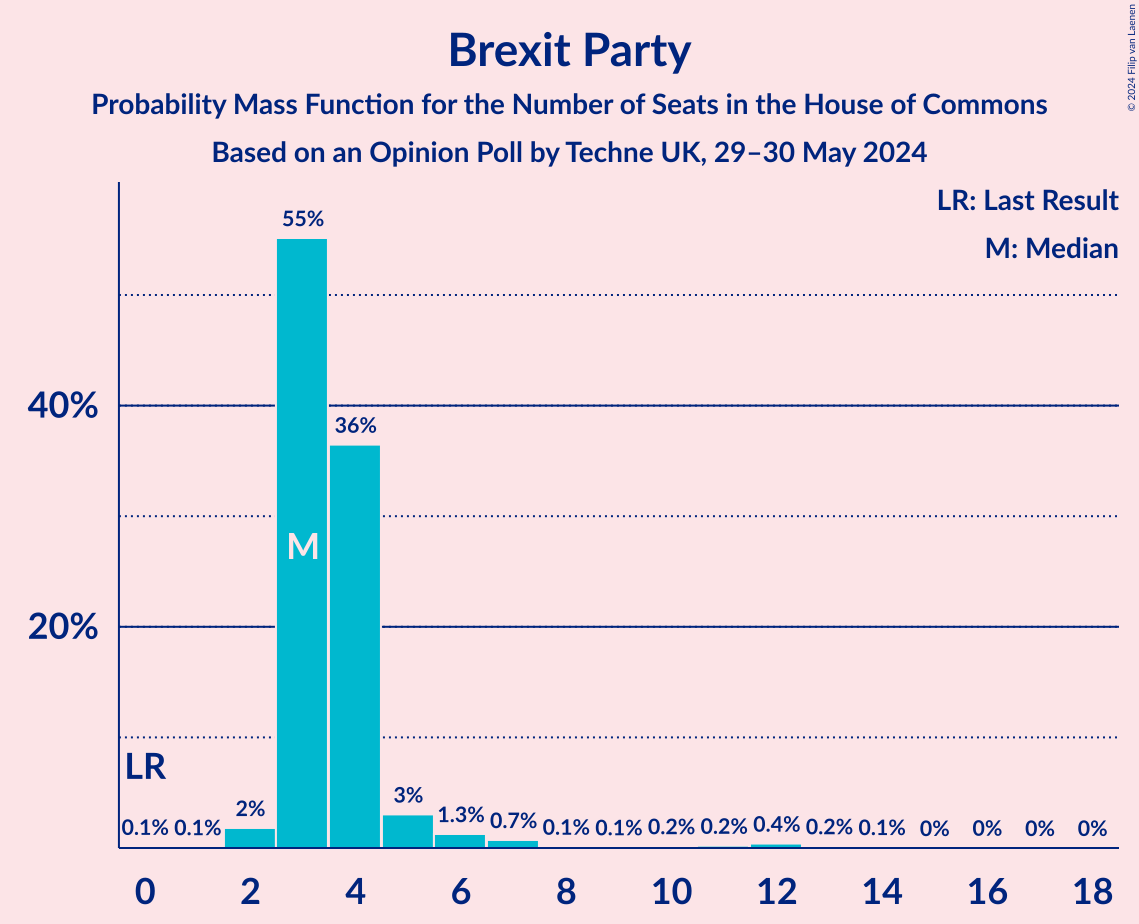 Brexit Party
Probability Mass Function for the Number of Seats in the House of Commons
Based on an Opinion Poll by Techne UK, 29–30 May 2024
© 2024 Filip van Laenen
LR: Last Result
M: Median
55%
40%
36%
M
20%
LR
0.1% 0.1% 2% 3% 1.3% 0.7% 0.1% 0.1% 0.2% 0.2% 0.4% 0.2% 0.1% 0% 0% 0% 0%
0 2 4 6 8 10 12 14 16 18